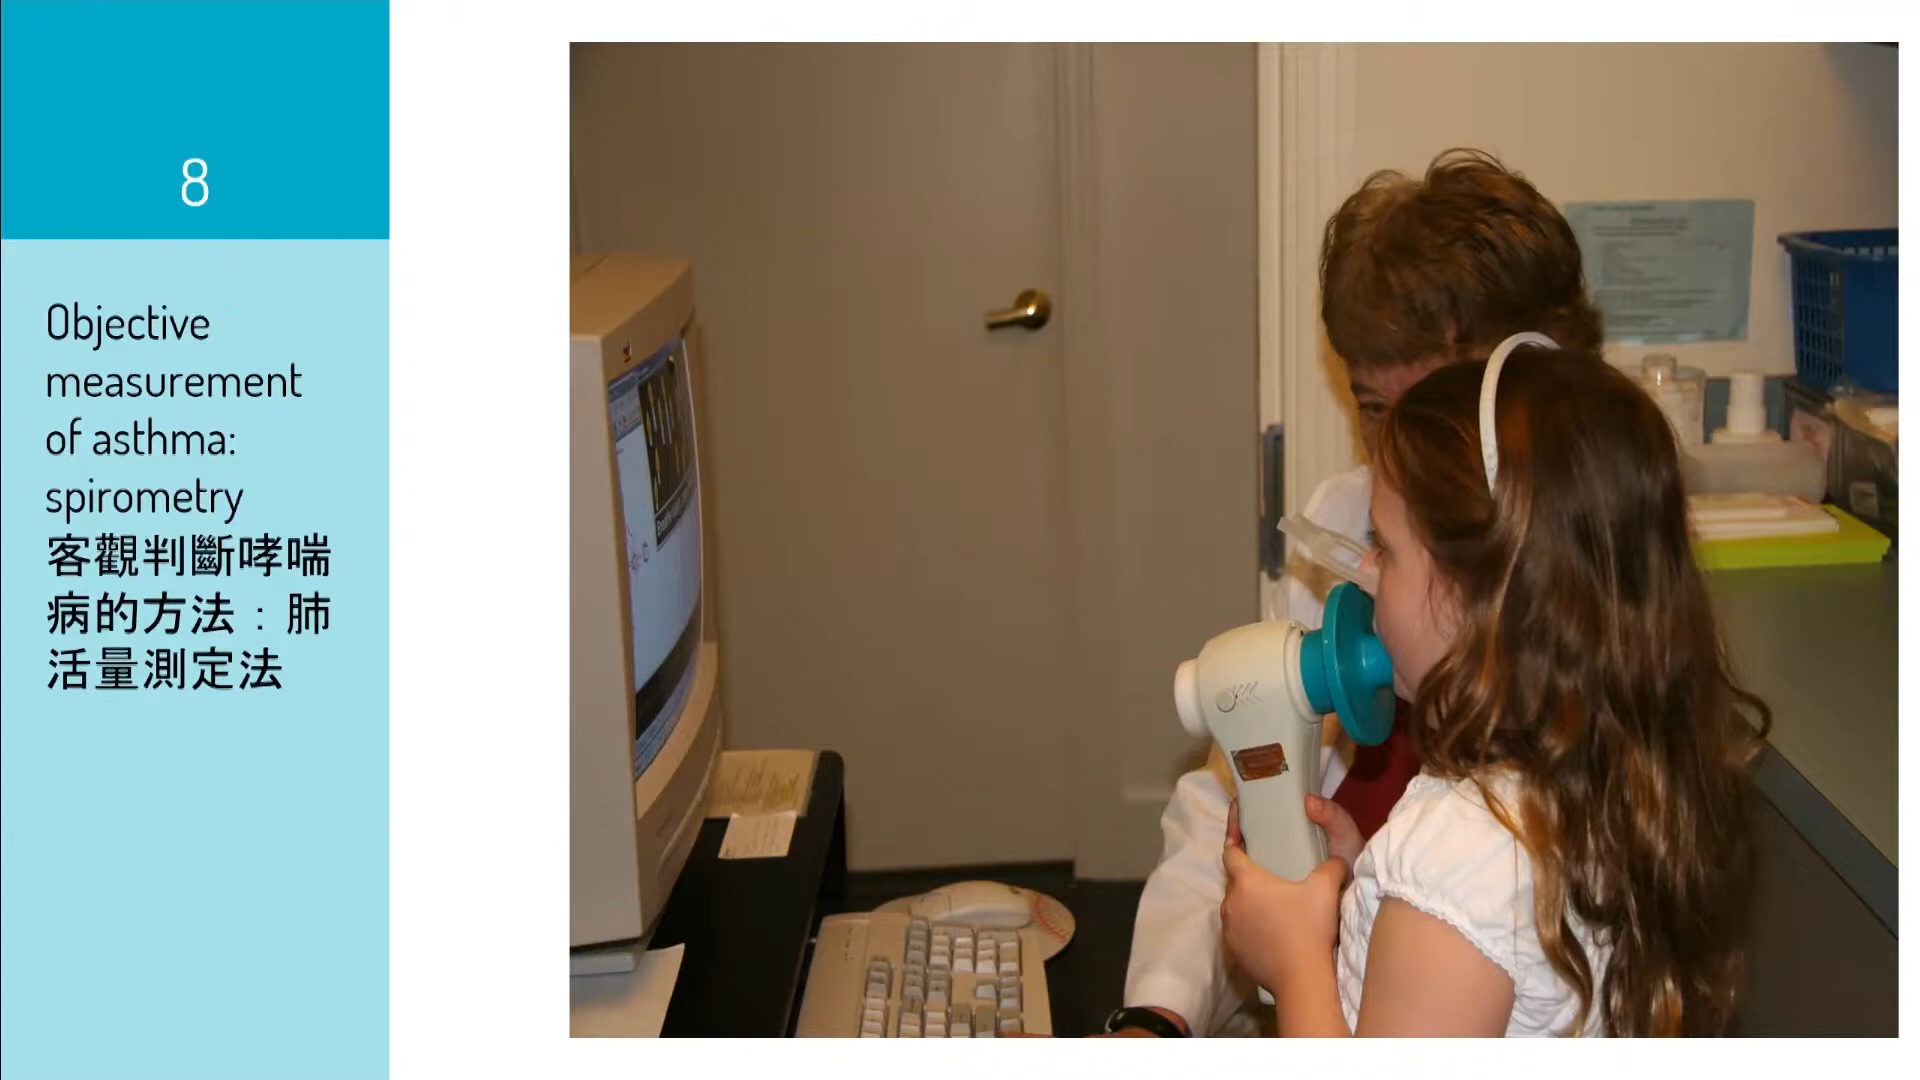 8
Objective
measurement
of asthma:
spirometry
客觀判斷哮喘
病的方法：肺
活量測定法